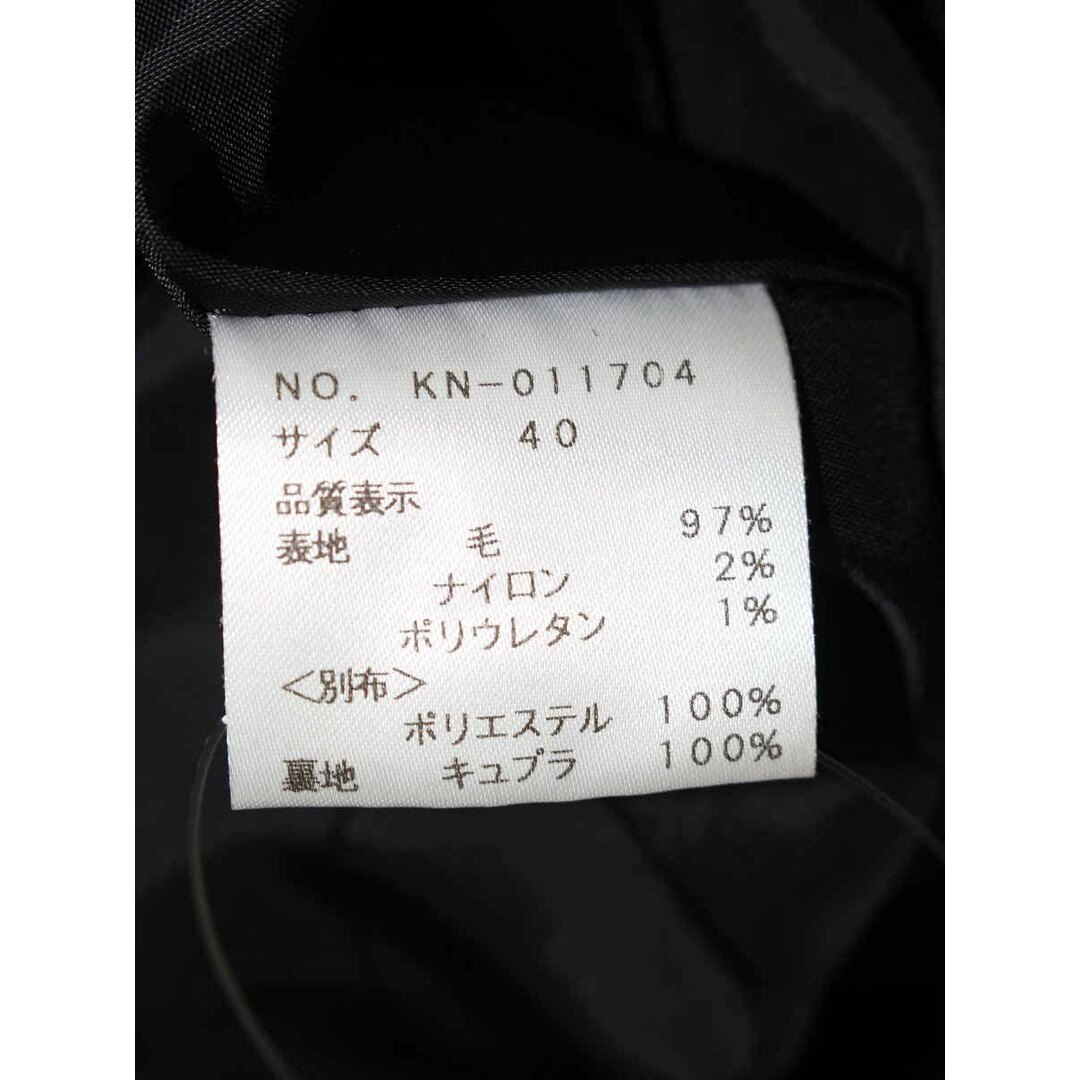 NO. KN-011704
サイズ 40
品質表示
表地 毛 97%
ナイロン 2%
ポリウレタン 1%
<別布>
ポリエステル 100%
裏地 キュプラ 100%